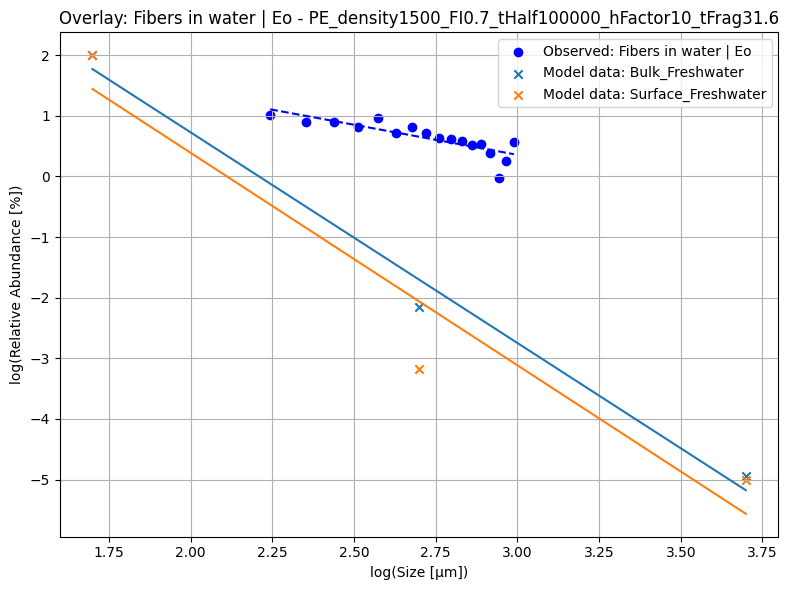 Overlay: Fibers in water | Eo - PE_density1500_FI0.7_tHalf100000_hFactor10_tFrag31.6
Observed: Fibers in water | Eo
Model data: Bulk_Freshwater
Model data: Surface_Freshwater
log(Relative Abundance [%])
2
1
0
−1
−2
−3
−4
−5
1.75 2.00 2.25 2.50 2.75 3.00 3.25 3.50 3.75
log(Size [μm])